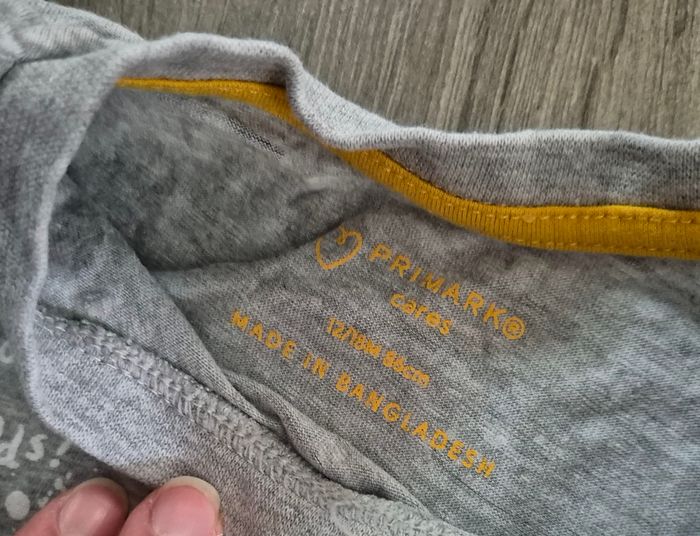 PRIMARK®
cares
12/18M 86cm
MADE IN BANGLADESH